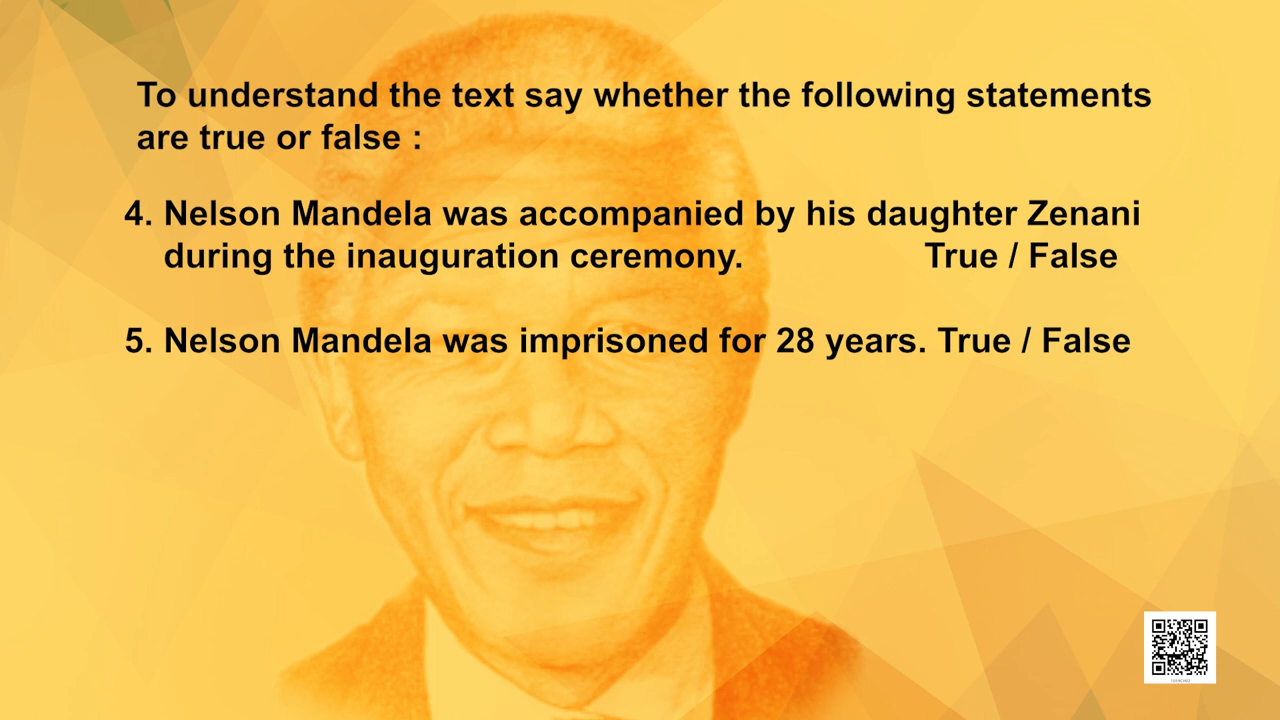 To understand the text say whether the following statements
are true or false :
4. Nelson Mandela was accompanied by his daughter Zenani
during the inauguration ceremony. True / False
5. Nelson Mandela was imprisoned for 28 years. True / False